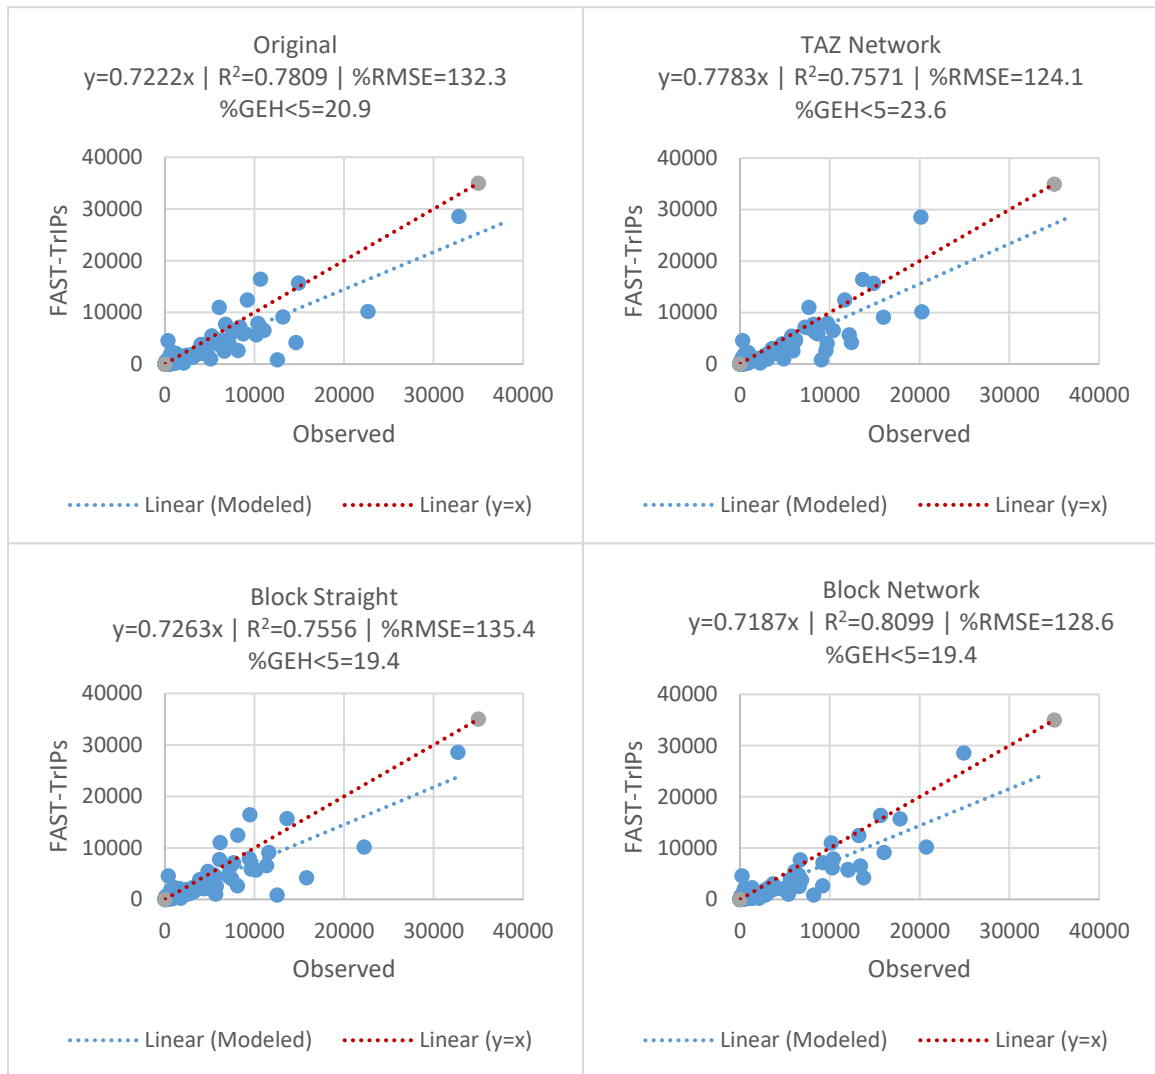 Original
y=0.7222x | R²=0.7809 | %RMSE=132.3
%GEH<5=20.9
40000
30000
20000
10000
0
0 10000 20000 30000 40000
FAST-TrIPs
Observed
Linear (Modeled) Linear (y=x)
TAZ Network
y=0.7783x | R²=0.7571 | %RMSE=124.1
%GEH<5=23.6
40000
30000
20000
10000
0
0 10000 20000 30000 40000
FAST-TrIPs
Observed
Linear (Modeled) Linear (y=x)
Block Straight
y=0.7263x | R²=0.7556 | %RMSE=135.4
%GEH<5=19.4
40000
30000
20000
10000
0
0 10000 20000 30000 40000
FAST-TrIPs
Observed
Linear (Modeled) Linear (y=x)
Block Network
y=0.7187x | R²=0.8099 | %RMSE=128.6
%GEH<5=19.4
40000
30000
20000
10000
0
0 10000 20000 30000 40000
FAST-TrIPs
Observed
Linear (Modeled) Linear (y=x)